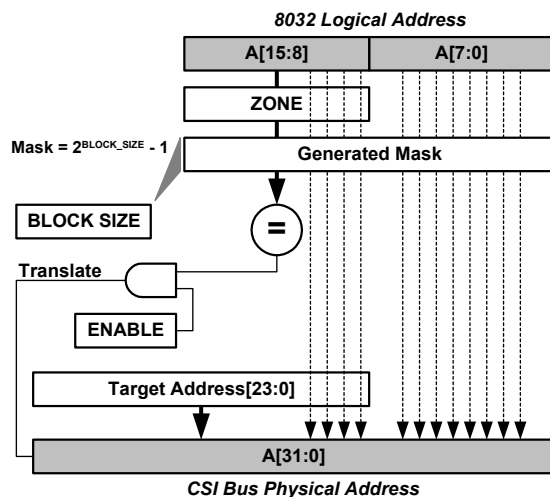 8032 Logical Address
A[15:8] A[7:0]
ZONE
Mask = 2^BLOCK_SIZE - 1
Generated Mask
BLOCK SIZE
=
Translate
ENABLE
Target Address[23:0]
A[31:0]
CSI Bus Physical Address